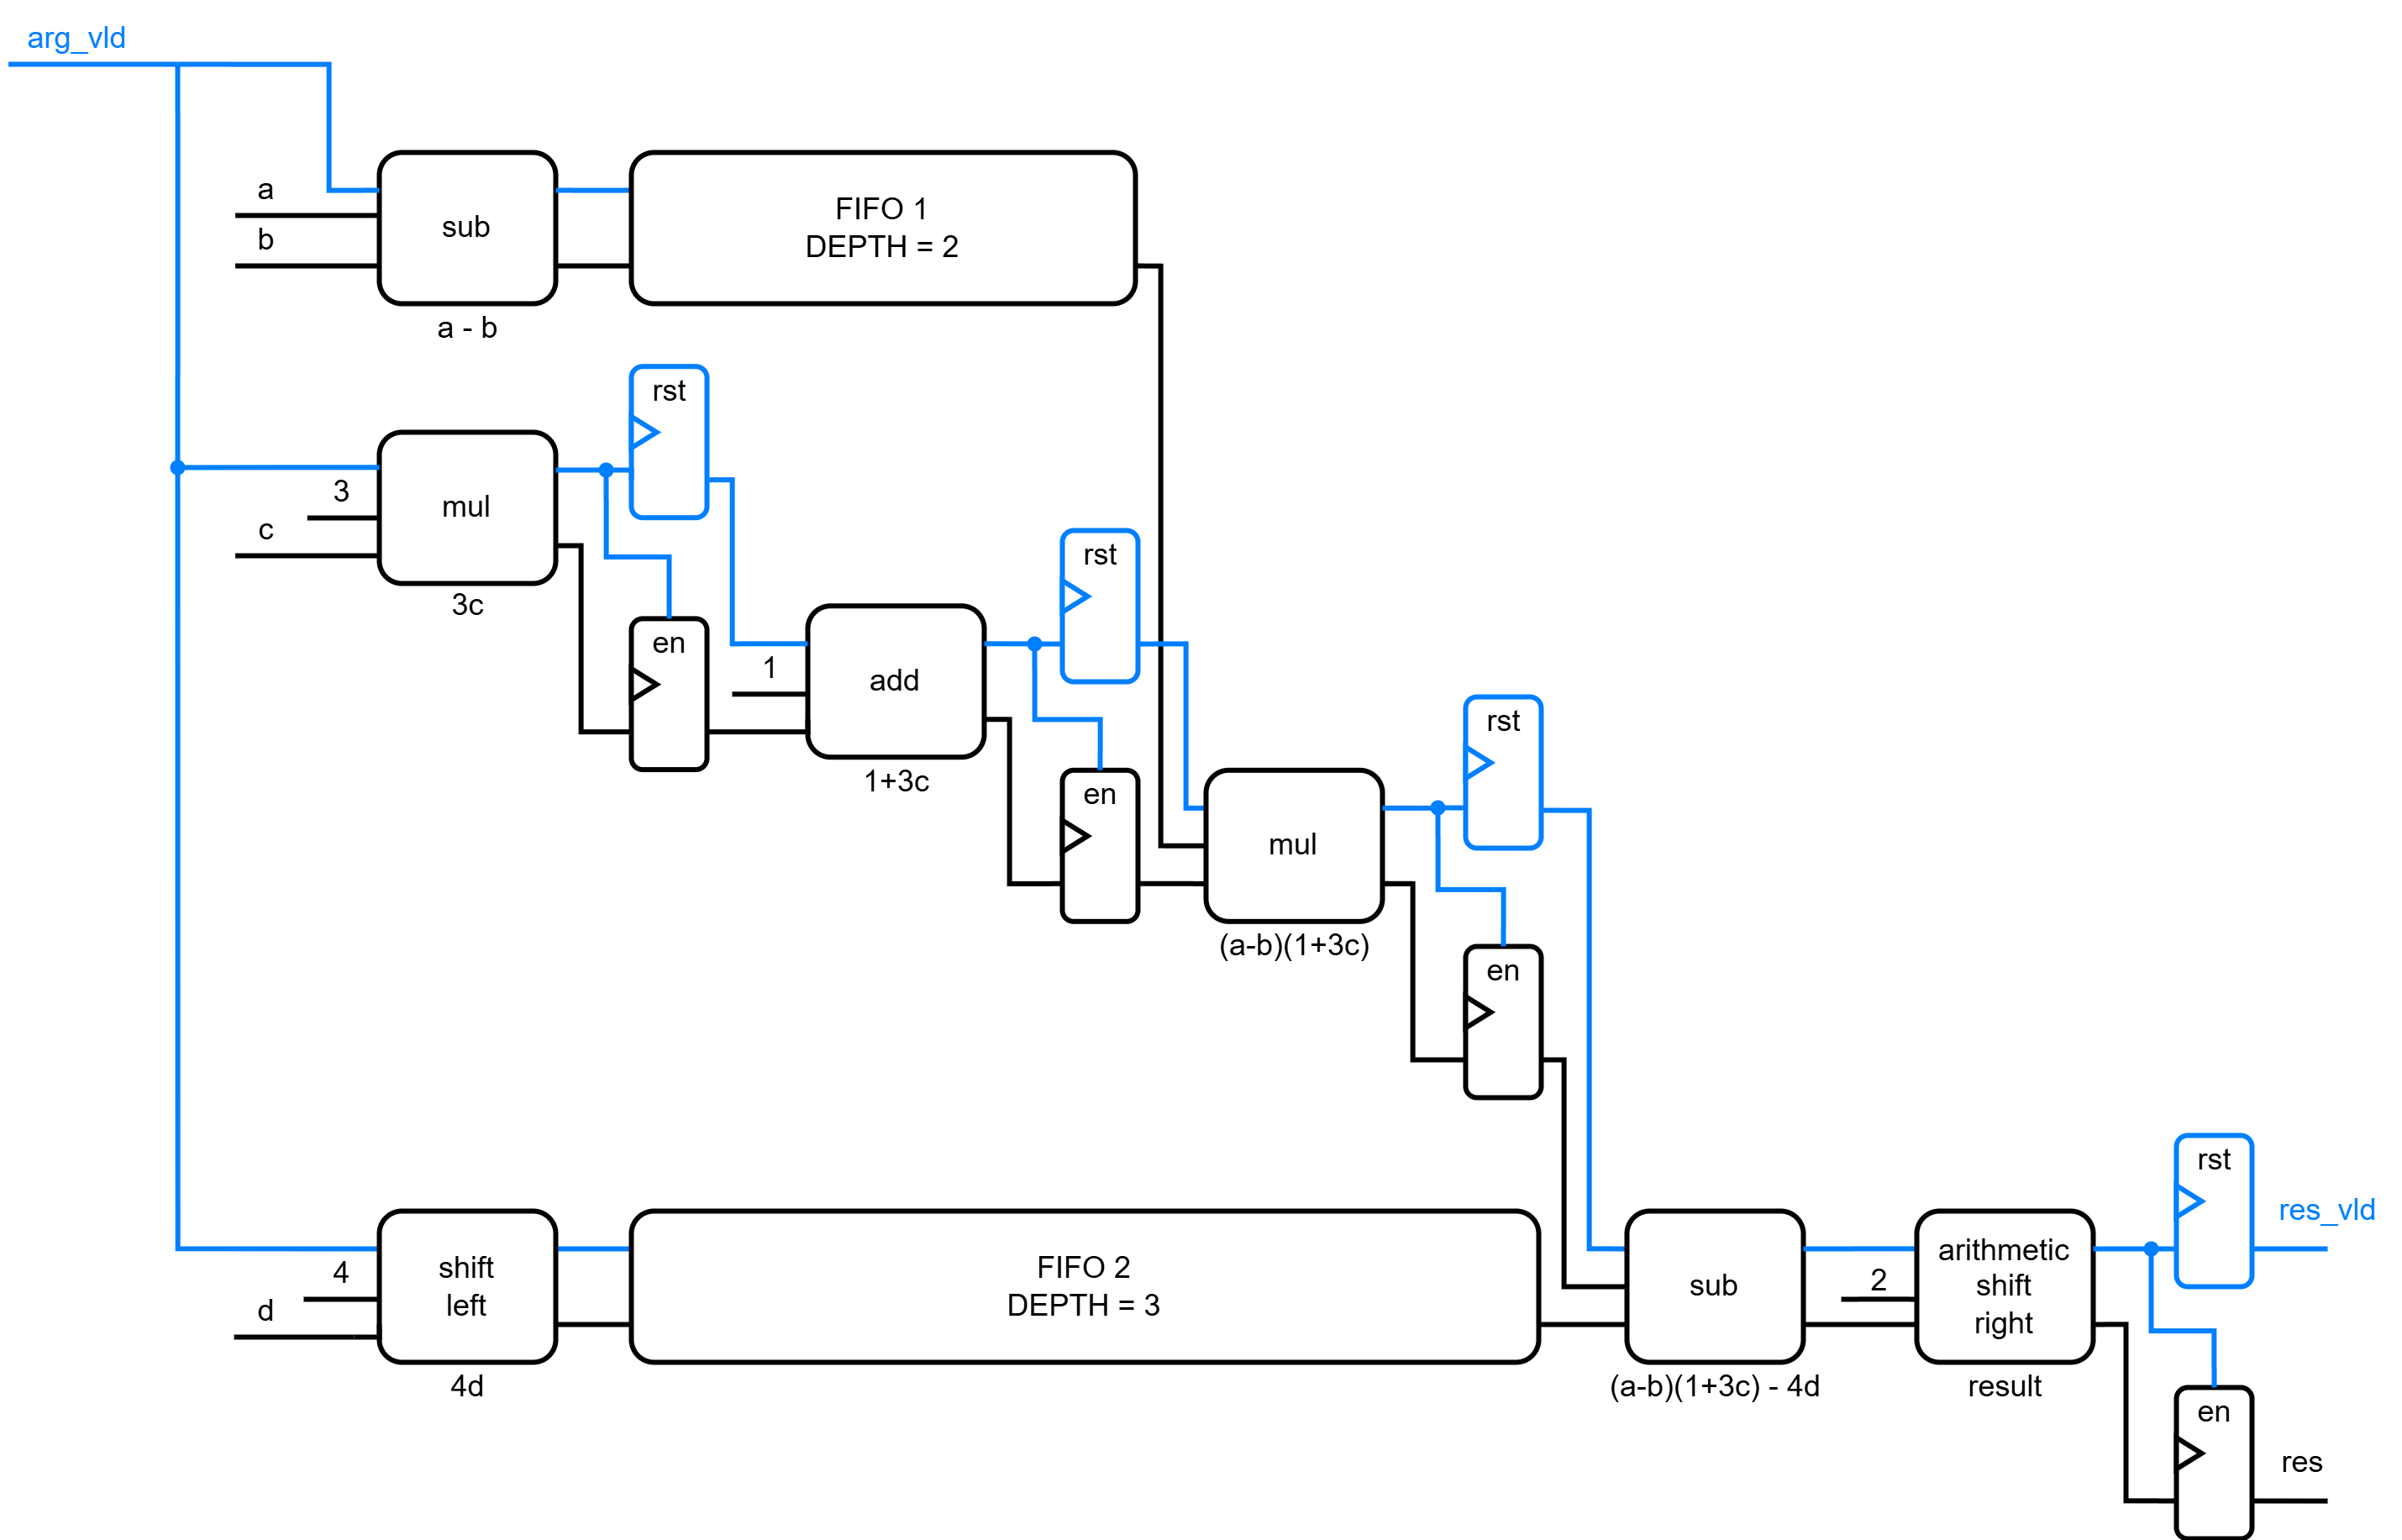 arg_vld
a
b
sub
a - b
FIFO 1
DEPTH = 2
3
c
mul
3c
rst
en
1
add
1+3c
rst
en
mul
(a-b)(1+3c)
rst
en
4
d
shift
left
4d
FIFO 2
DEPTH = 3
sub
(a-b)(1+3c) - 4d
2
arithmetic
shift
right
result
rst
res_vld
en
res